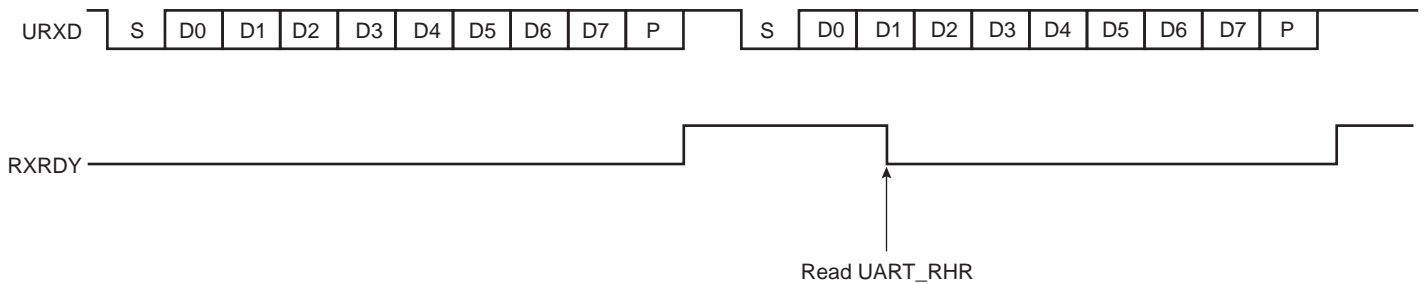 URXD S D0 D1 D2 D3 D4 D5 D6 D7 P S D0 D1 D2 D3 D4 D5 D6 D7 P
RXRDY
Read UART_RHR